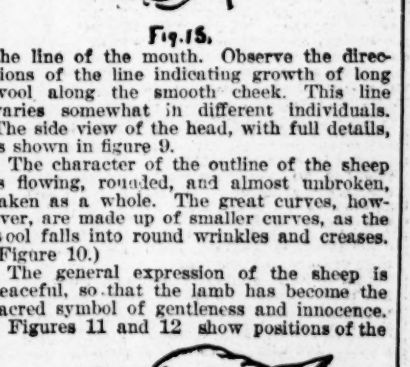 Fig.15.
he line of the mouth. Observe the direc-
ions of the line indicating growth of long
wool along the smooth cheek. This line
aries somewhat in different individuals.
The side view of the head, with full details,
s shown in figure 9.
The character of the outline of the sheep
s flowing, rounded, and almost unbroken,
aken as a whole. The great curves, how-
ver, are made up of smaller curves, as the
ool falls into round wrinkles and creases.
Figure 10.)
The general expression of the sheep is
eaceful, so that the lamb has become the
acred symbol of gentleness and innocence.
Figures 11 and 12 show positions of the